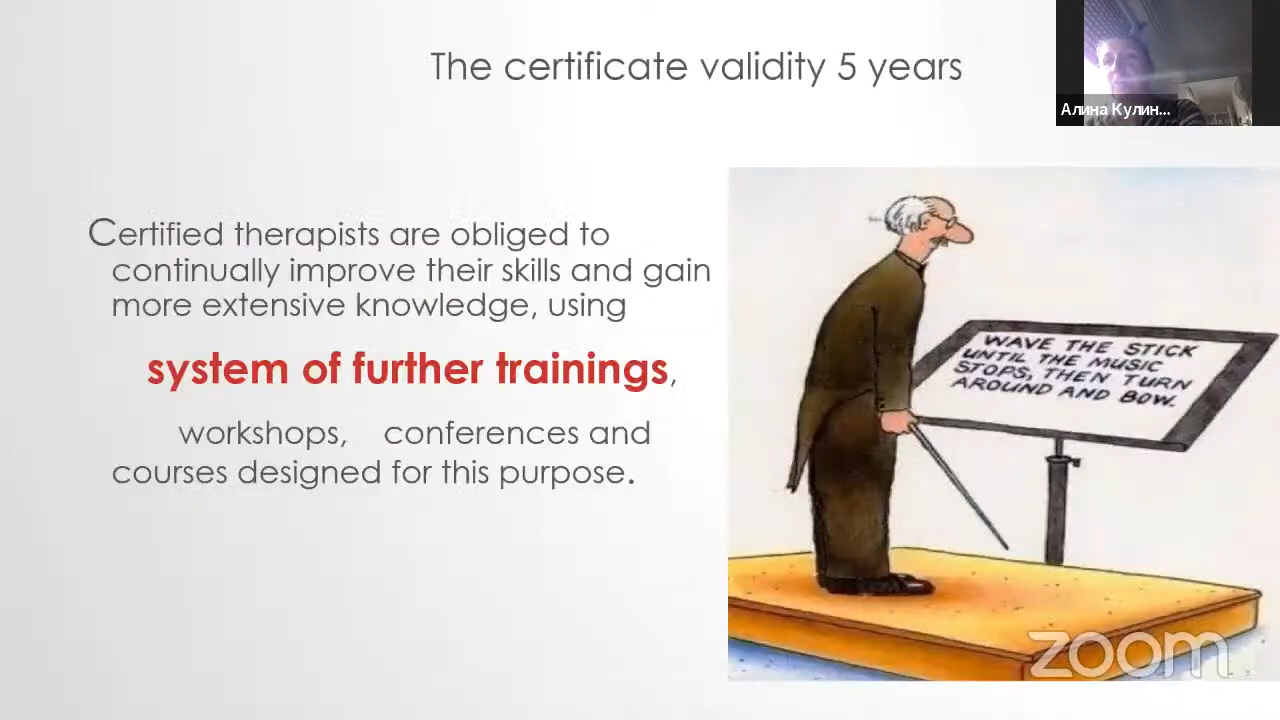 The certificate validity 5 years
Алина Кулин...
Certified therapists are obliged to
continually improve their skills and gain
more extensive knowledge, using
system of further trainings,
workshops, conferences and
courses designed for this purpose.
WAVE THE STICK
UNTIL THE MUSIC
STOPS, THEN TURN
AROUND AND BOW.
zoom